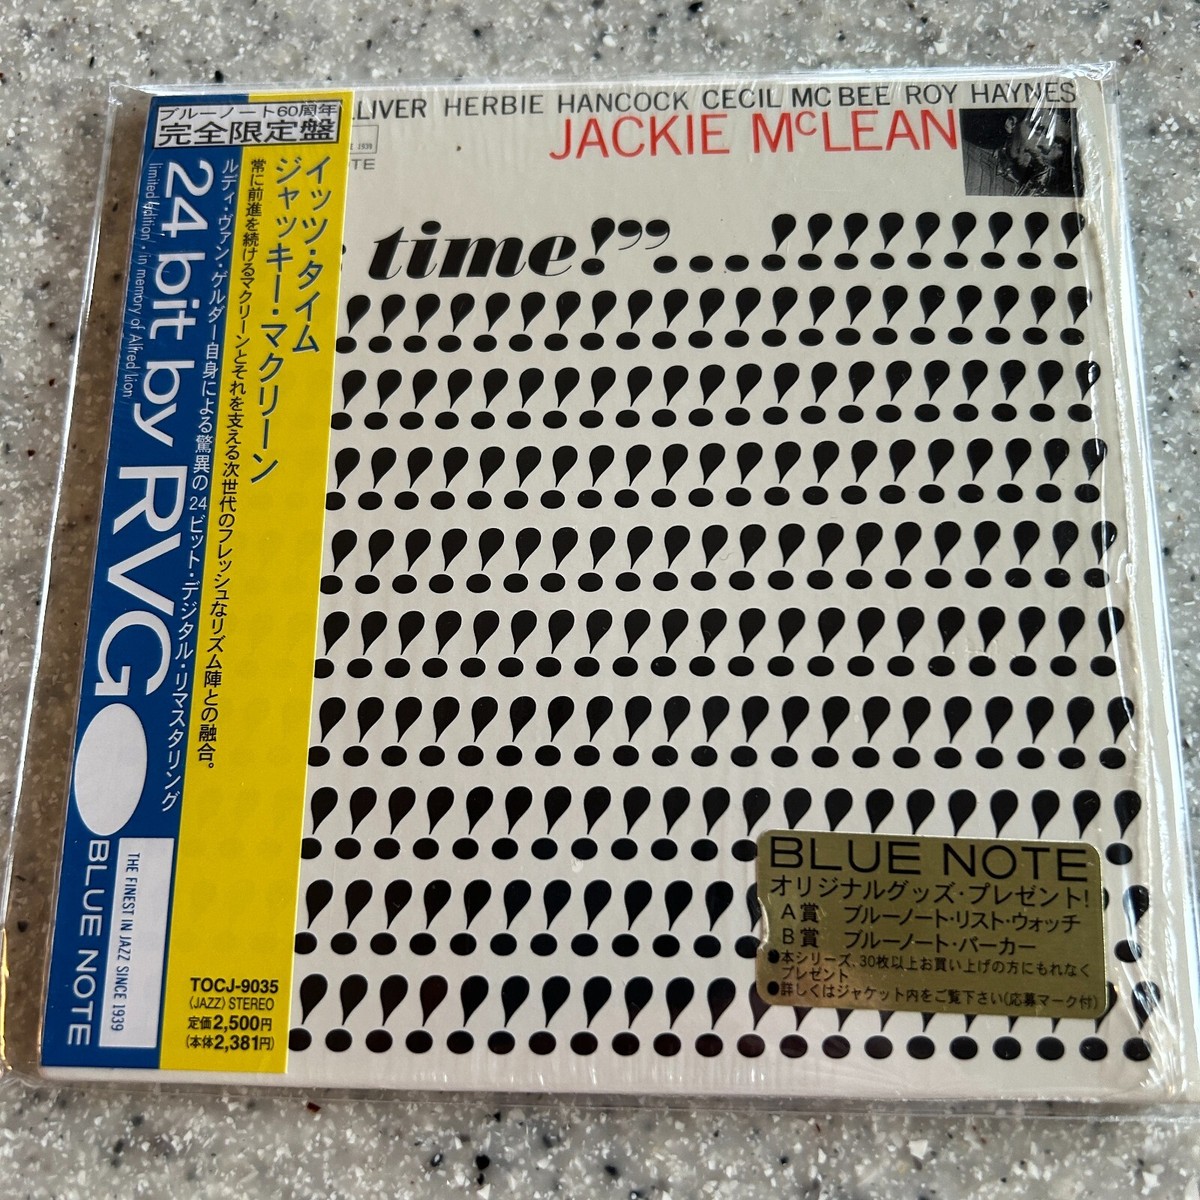 LLIVER HERBIE HANCOCK CECIL MCBEE ROY HAYNES
JACKIE McLEAN
time!”...!!!!!!!!!
ブルーノート60周年
完全限定盤
イッツ・タイム
ジャッキー・マクリーン
常に前進を続けるマクリーンとそれを支える次世代のフレッシュなリズム陣との融合。
ルディ・ヴァン・ゲルダー自身による驚異の24ビット・デジタル・リマスタリング
24 bit by RVG
limited edition, in memory of Alfred Lion
BLUE NOTE
THE FINEST IN JAZZ SINCE 1939
TOCJ-9035
(JAZZ) STEREO
定価2,500円
(本体2,381円)
BLUE NOTE
オリジナルグッズ・プレゼント!
A賞 ブルーノート・リスト・ウォッチ
B賞 ブルーノート・パーカー
●本シリーズ、30枚以上お買い上げの方にもれなく
プレゼント
●詳しくはジャケット内をご覧下さい(応募マーク付)